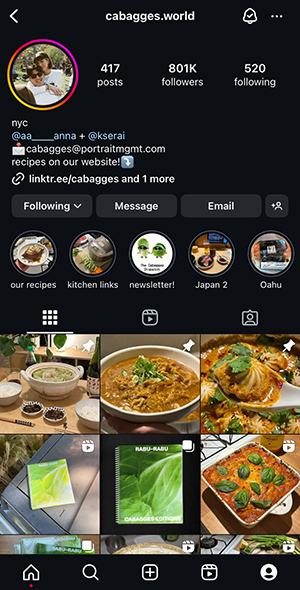 cabagges.world
417
801K
520
posts
followers
following
nyc
@aa____anna + @kserai
📩cabagges@portraitmgmt.com
recipes on our website!⤵️
linktr.ee/cabagges and 1 more
Following
Message
Email
our recipes
kitchen links
newsletter!
Japan 2
Oahu
RABU-RABU
CABAGGES EDITIONS